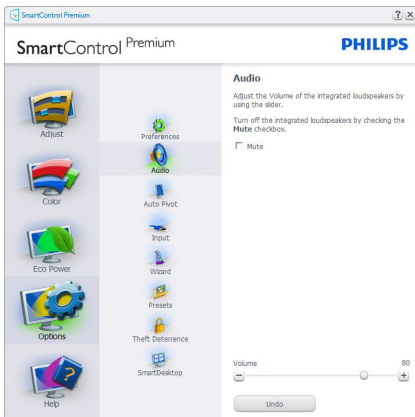 SmartControl Premium
? X
SmartControl Premium
PHILIPS
Adjust
Color
Eco Power
Options
Help
Preferences
Audio
Auto Pivot
Input
Wizard
Presets
Theft Deterrence
SmartDesktop
Audio
Adjust the Volume of the integrated loudspeakers by
using the slider.
Turn off the integrated loudspeakers by checking the
Mute checkbox.
Mute
Volume 80
Undo